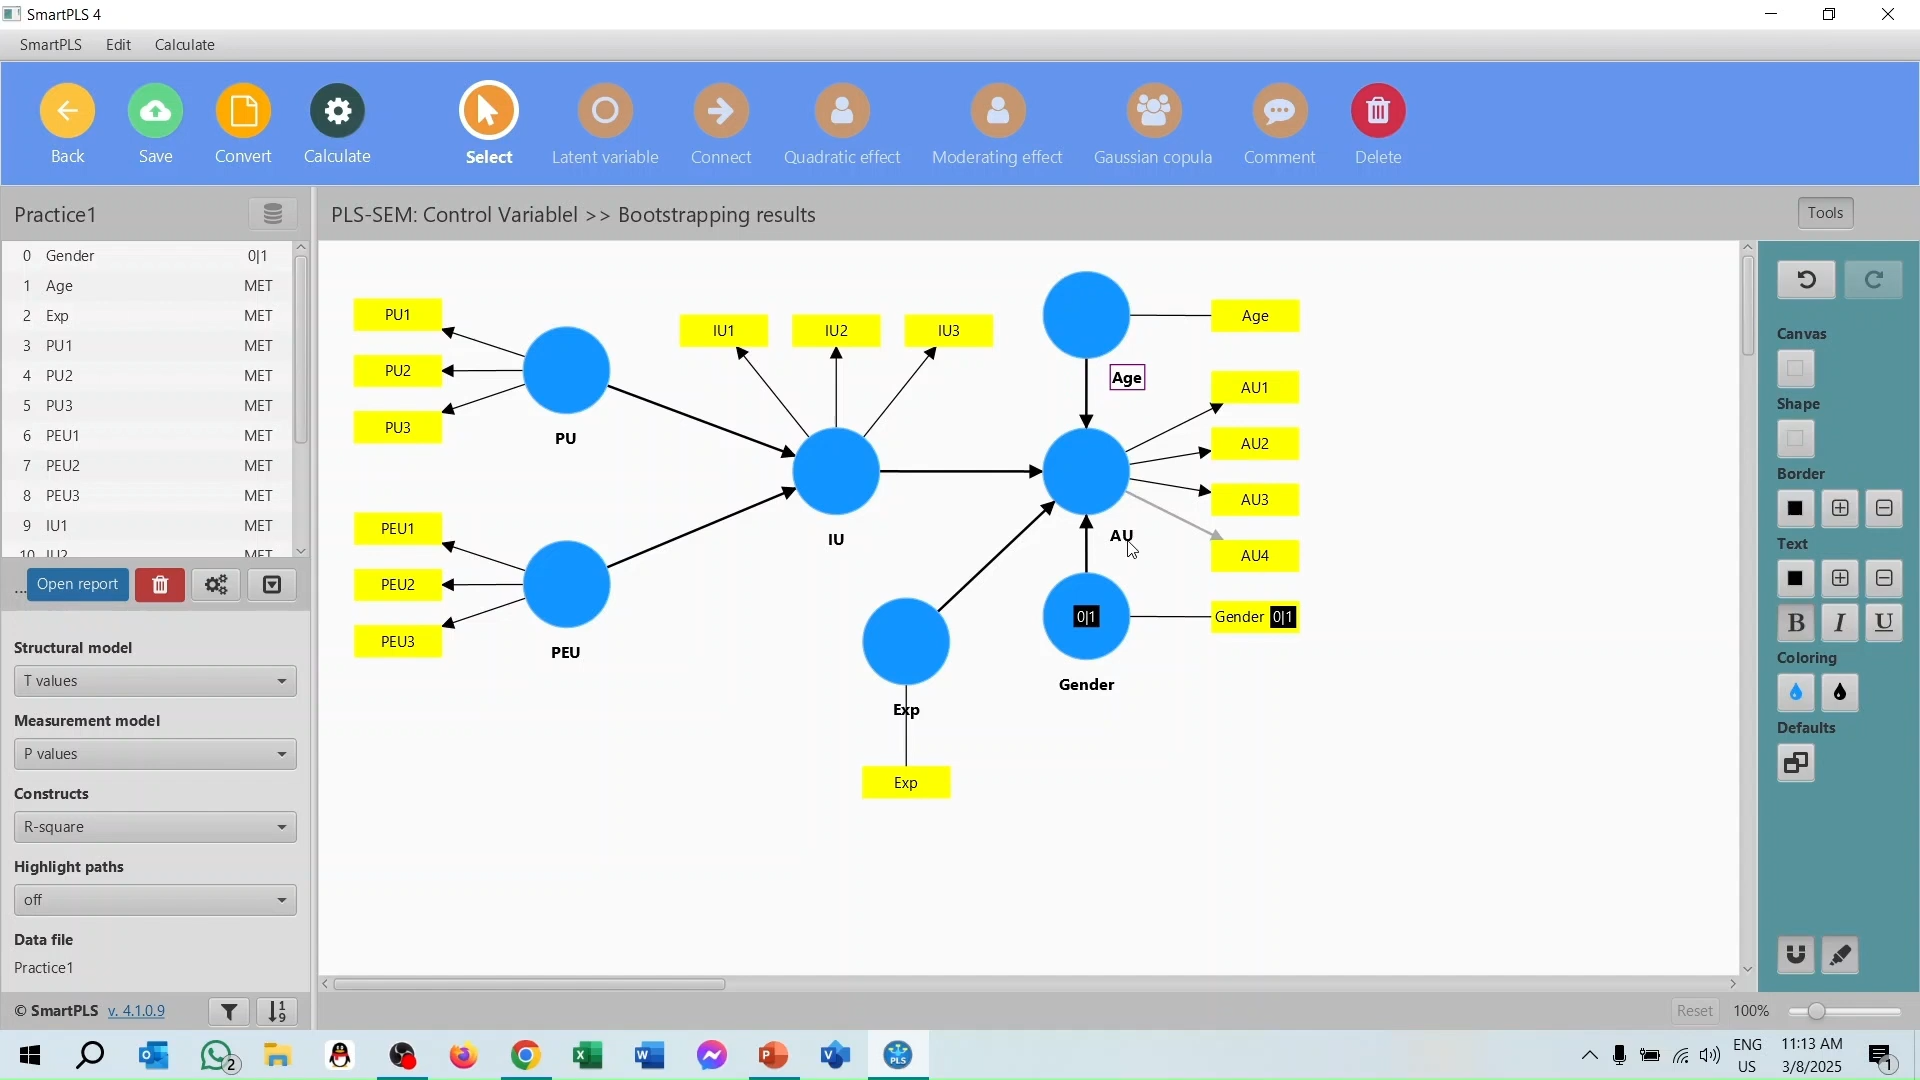 SmartPLS 4
SmartPLS Edit Calculate
Back Save Convert Calculate Select Latent variable Connect Quadratic effect Moderating effect Gaussian copula Comment Delete
Practice1
PLS-SEM: Control Variablel >> Bootstrapping results
Tools
0 Gender 0|1
1 Age MET
2 Exp MET
3 PU1 MET
4 PU2 MET
5 PU3 MET
6 PEU1 MET
7 PEU2 MET
8 PEU3 MET
9 IU1 MET
10 IU2 MET
... Open report
Structural model
T values
Measurement model
P values
Constructs
R-square
Highlight paths
off
Data file
Practice1
© SmartPLS v. 4.1.0.9
PU1
PU2
PU3
PU
PEU1
PEU2
PEU3
PEU
IU1 IU2 IU3
IU
Age
Age
AU1
AU2
AU3
AU4
AU
0|1
Gender 0|1
Gender
Exp
Exp
Canvas
Shape
Border
Text
B I U
Coloring
Defaults
Reset 100%
2
P
PLS
ENG
US
11:13 AM
3/8/2025
1